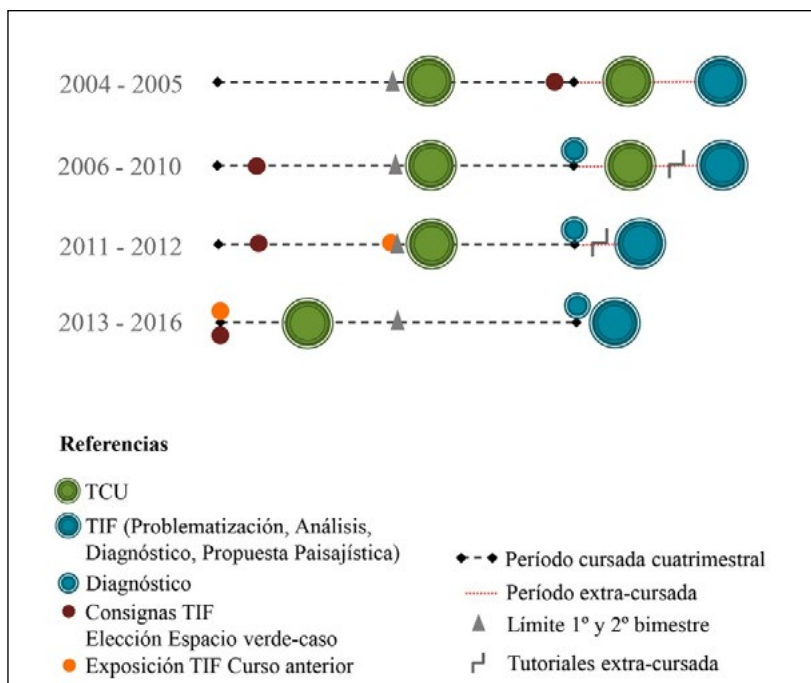 2004 - 2005
2006 - 2010
2011 - 2012
2013 - 2016
Referencias
TCU
TIF (Problematización, Análisis,
Diagnóstico, Propuesta Paisajística)
Diagnóstico
Consignas TIF
Elección Espacio verde-caso
Exposición TIF Curso anterior
Período cursada cuatrimestral
Período extra-cursada
Límite 1º y 2º bimestre
Tutoriales extra-cursada